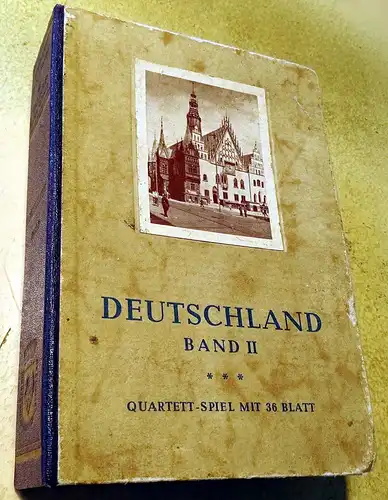 DEUTSCHLAND
BAND II
***
QUARTETT-SPIEL MIT 36 BLATT